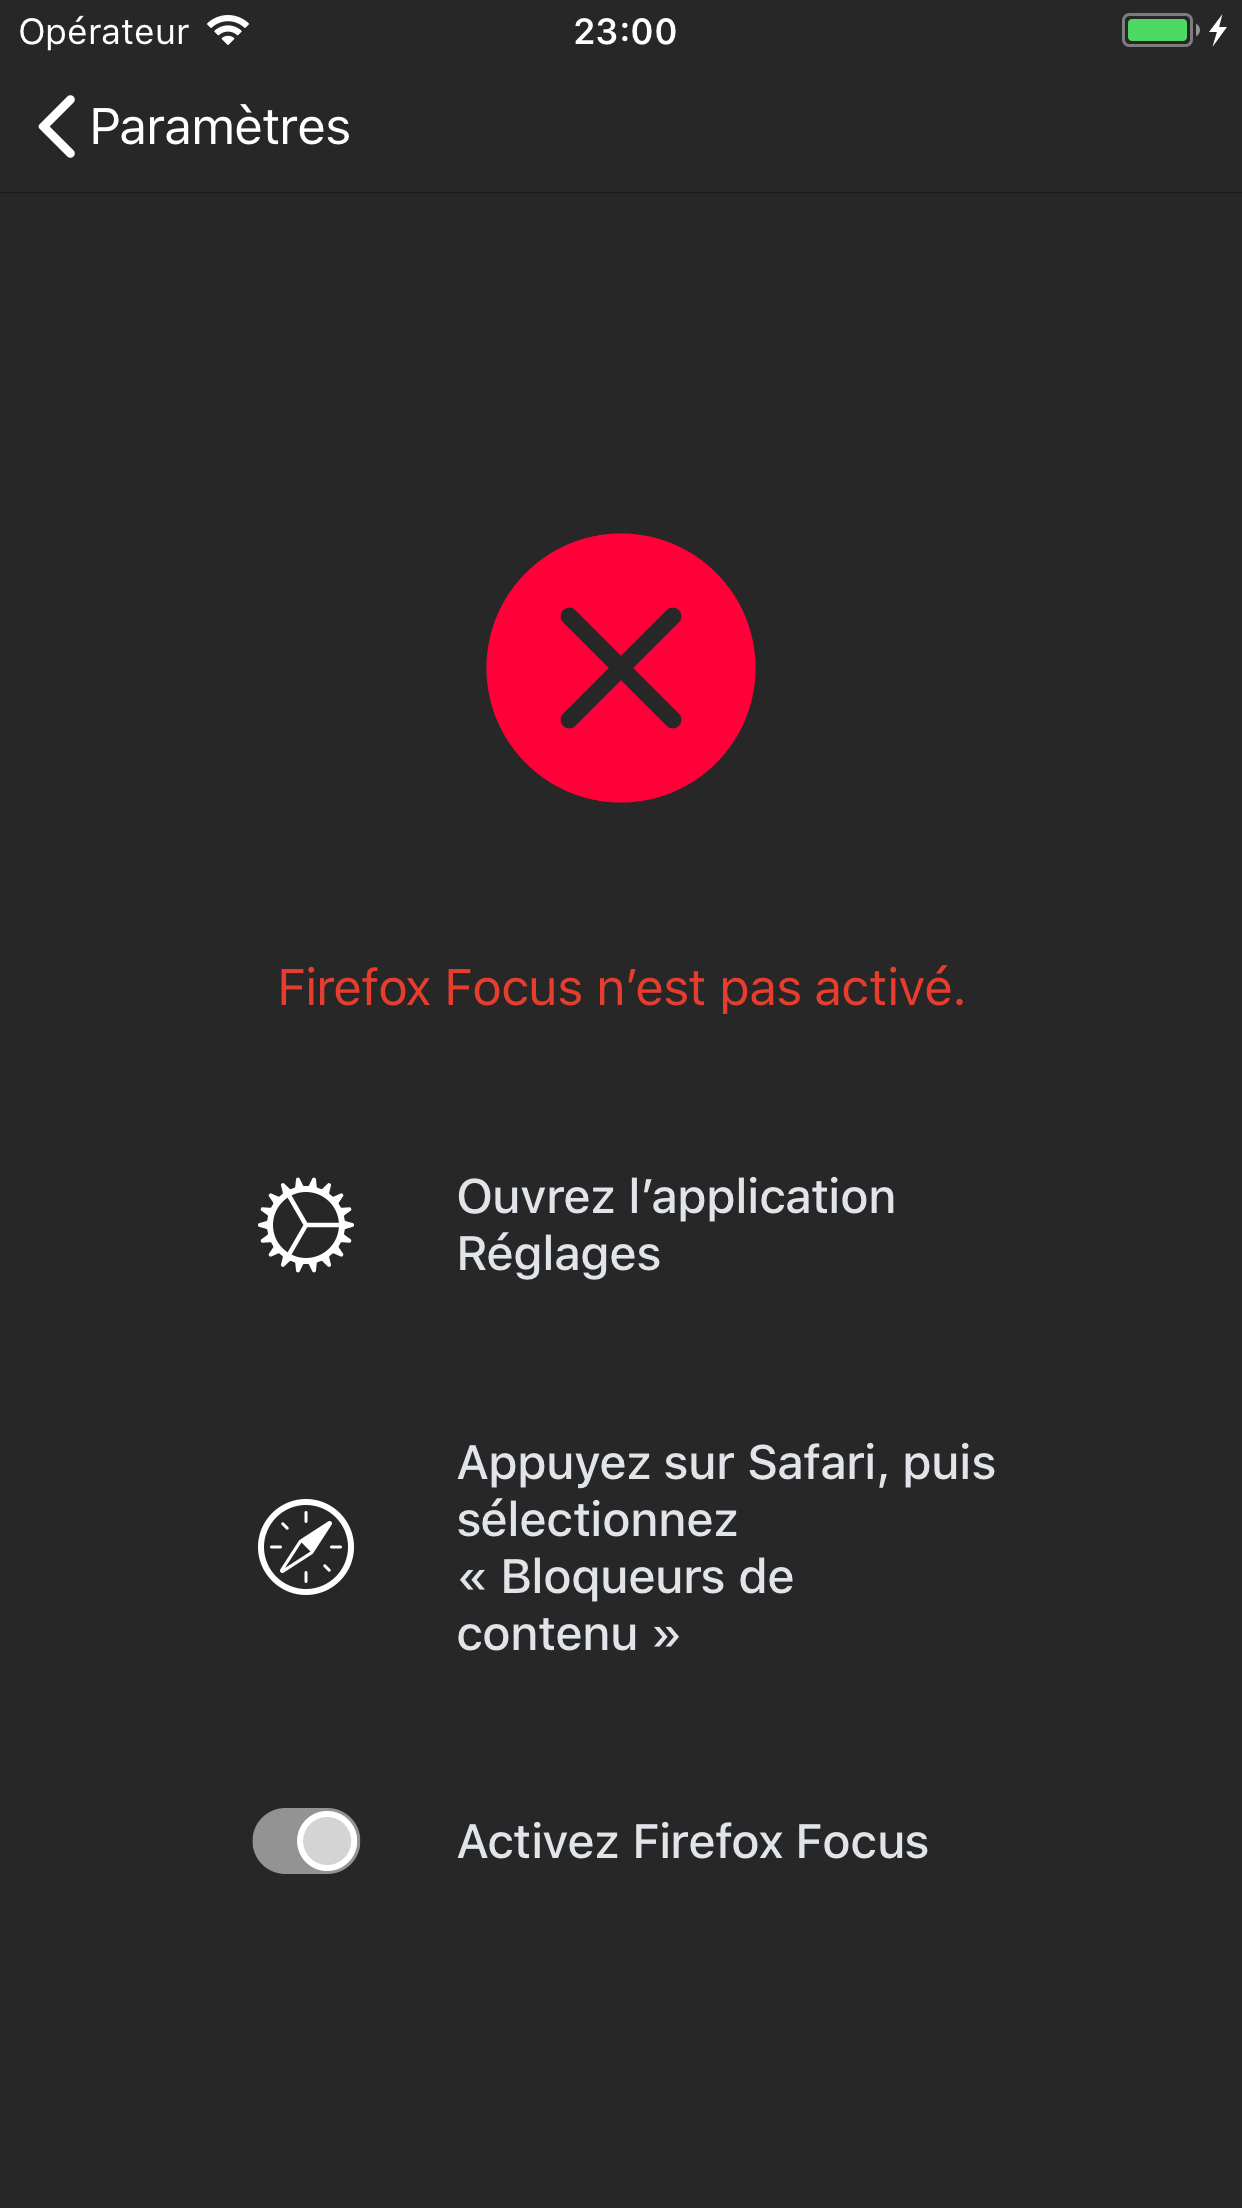 Opérateur 23:00
Paramètres
Firefox Focus n’est pas activé.
Ouvrez l’application
Réglages
Appuyez sur Safari, puis
sélectionnez
« Bloqueurs de
contenu »
Activez Firefox Focus